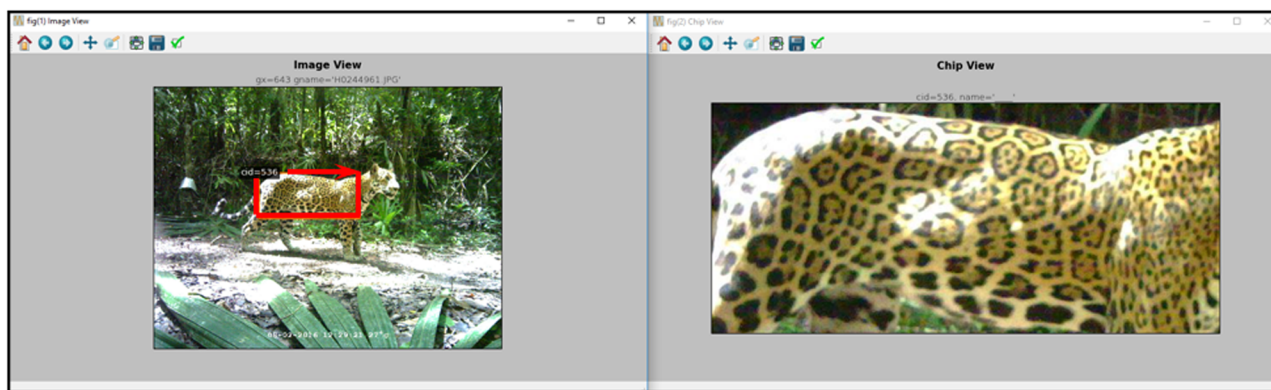 fig(1) Image View
Image View
gx=643 gname='H0244961 JPG'
cid=536
fig(2) Chip View
Chip View
cid=536, name='____'